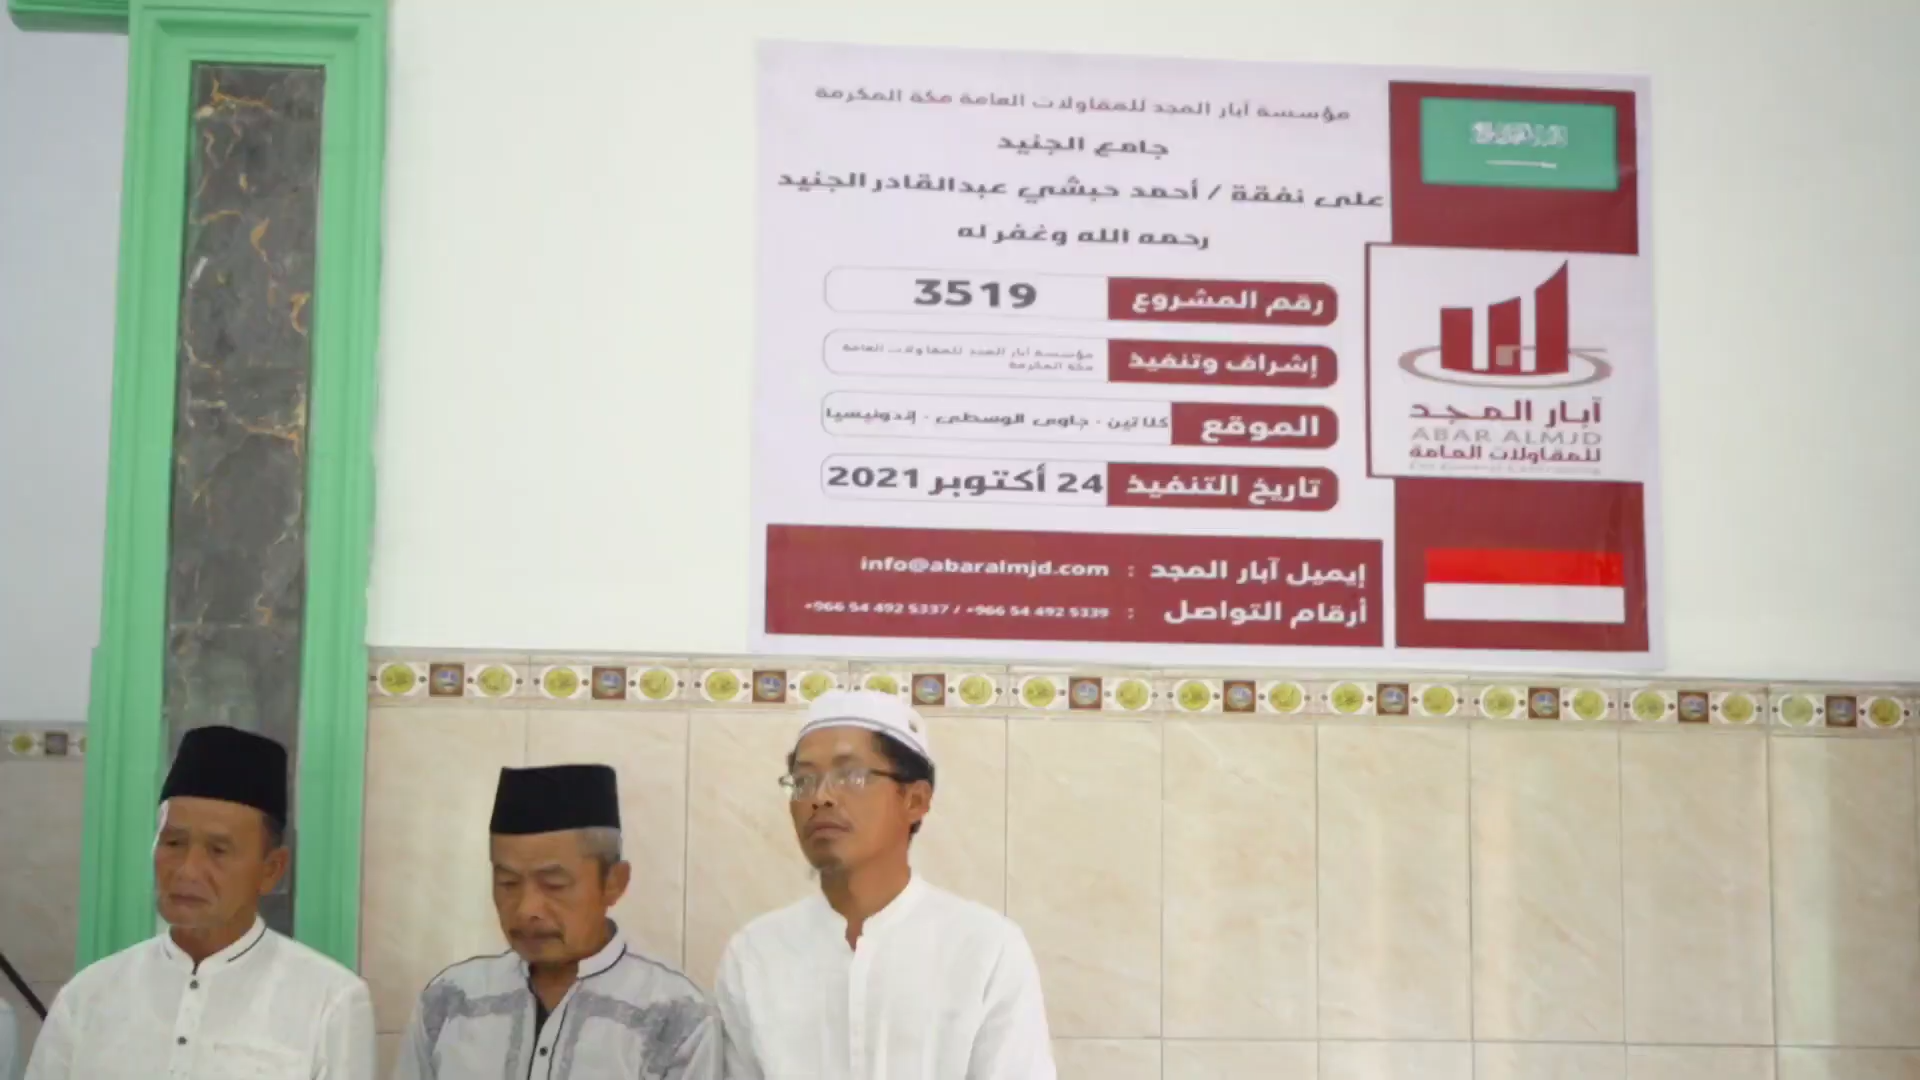 مؤسسة آبار المجد للمقاولات العامة مكة المكرمة
جامع الجنيد
على نفقة / أحمد حبشي عبدالقادر الجنيد
رحمه الله وغفر له
رقم المشروع 3519
إشراف وتنفيذ مؤسسة آبار المجد للمقاولات العامة
مكة المكرمة
الموقع كلاتين - جاوى الوسطى - إندونيسيا
تاريخ التنفيذ 24 أكتوبر 2021
إيميل آبار المجد : info@abaralmjd.com
أرقام التواصل : +966 54 492 5337 / +966 54 492 5339
آبار المجد
ABAR ALMJD
للمقاولات العامة
For General Contracting